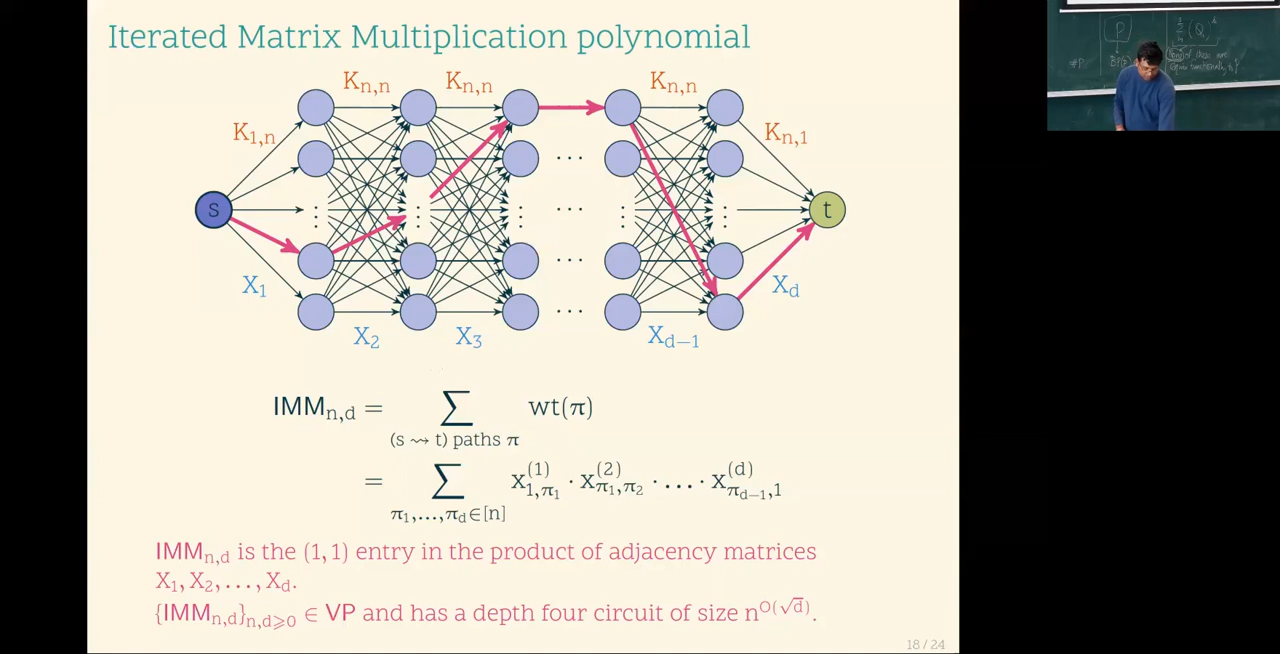 Iterated Matrix Multiplication polynomial
K_{n,n} K_{n,n} K_{n,n}
K_{1,n} K_{n,1}
s t
X_1 X_d
X_2 X_3 X_{d−1}
IMM_{n,d} = ∑_{(s ⇝ t) paths π} wt(π)
= ∑_{π_1,...,π_d∈[n]} x^{(1)}_{1,π_1} · x^{(2)}_{π_1,π_2} · ... · x^{(d)}_{π_{d−1},1}
IMM_{n,d} is the (1, 1) entry in the product of adjacency matrices
X_1, X_2, . . . , X_d.
{IMM_{n,d}}_{n,d⩾0} ∈ VP and has a depth four circuit of size n^{O(√d)}.
18 / 24